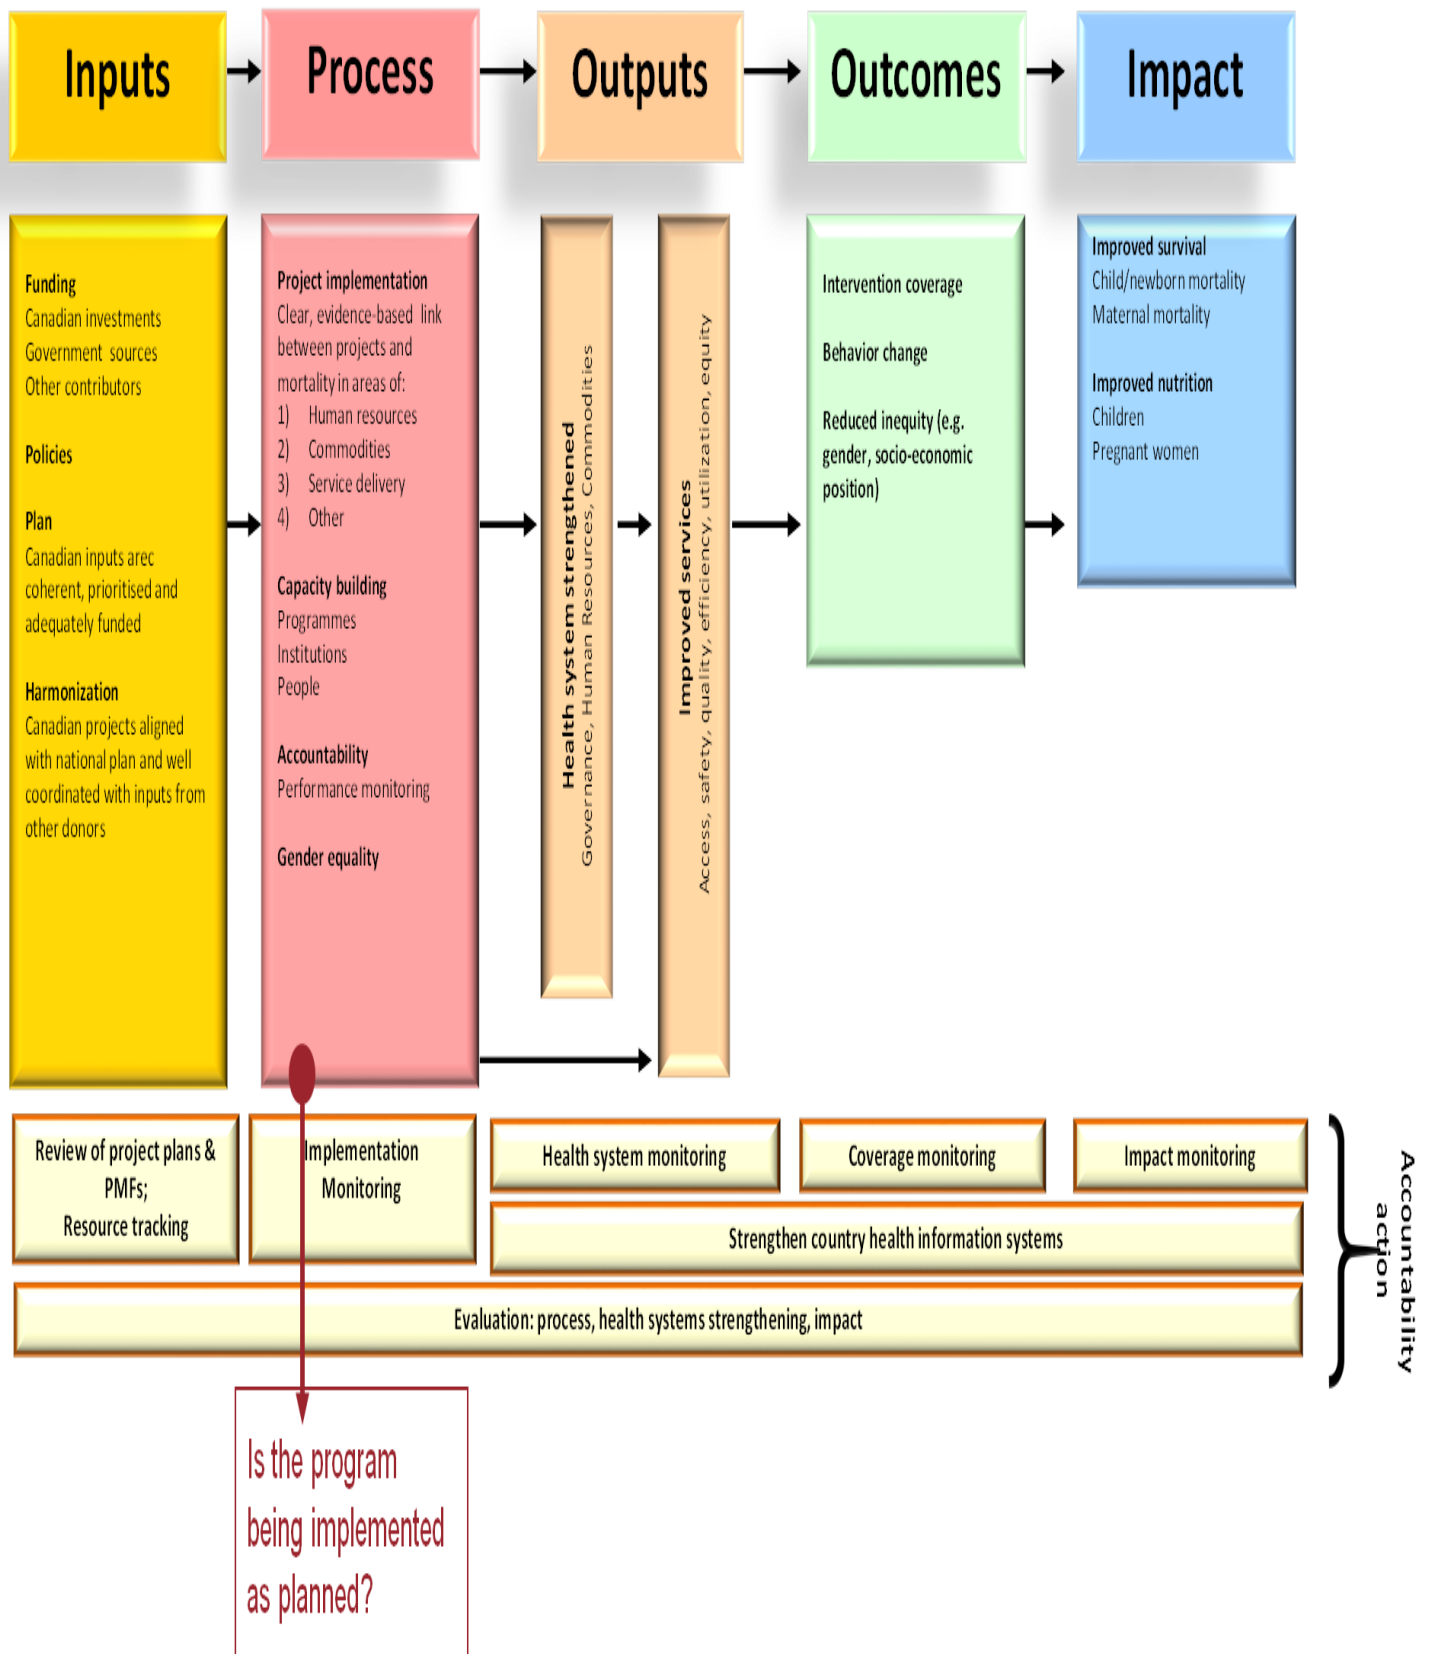 Inputs
Process
Outputs
Outcomes
Impact
Funding
Canadian investments
Government sources
Other contributors
Policies
Plan
Canadian inputs arec
coherent, prioritised and
adequately funded
Harmonization
Canadian projects aligned
with national plan and well
coordinated with inputs from
other donors
Project implementation
Clear, evidence-based link
between projects and
mortality in areas of:
1) Human resources
2) Commodities
3) Service delivery
4) Other
Capacity building
Programmes
Institutions
People
Accountability
Performance monitoring
Gender equality
Health system strengthened
Governance, Human Resources, Commodities
Improved services
Access, safety, quality, efficiency, utilization, equity
Intervention coverage
Behavior change
Reduced inequity (e.g.
gender, socio-economic
position)
Improved survival
Child/newborn mortality
Maternal mortality
Improved nutrition
Children
Pregnant women
Review of project plans &
PMFs;
Resource tracking
Implementation
Monitoring
Health system monitoring
Coverage monitoring
Impact monitoring
Strengthen country health information systems
Evaluation: process, health systems strengthening, impact
Accountability
action
Is the program
being implemented
as planned?